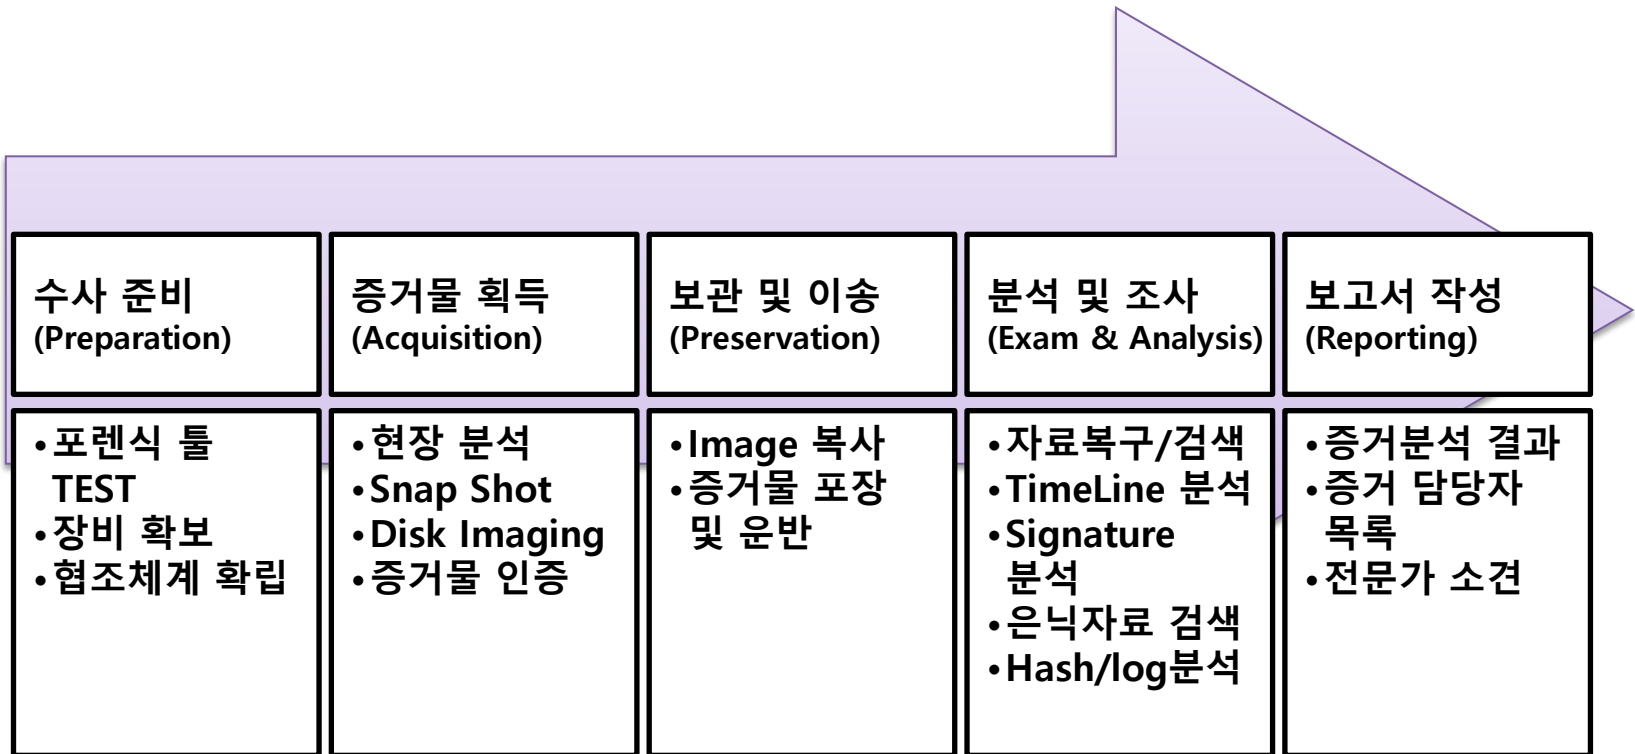 수사 준비
(Preparation)
증거물 획득
(Acquisition)
보관 및 이송
(Preservation)
분석 및 조사
(Exam & Analysis)
보고서 작성
(Reporting)
•포렌식 툴
TEST
•장비 확보
•협조체계 확립
•현장 분석
•Snap Shot
•Disk Imaging
•증거물 인증
•Image 복사
•증거물 포장
및 운반
•자료복구/검색
•TimeLine 분석
•Signature
분석
•은닉자료 검색
•Hash/log분석
•증거분석 결과
•증거 담당자
목록
•전문가 소견